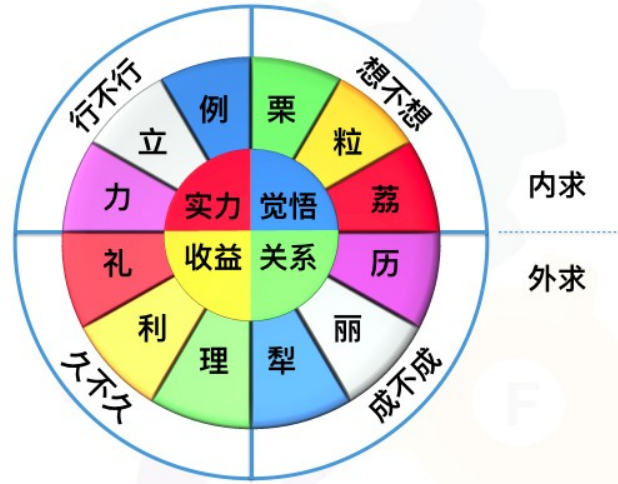 行不行
想不想
例
栗
立
粒
力
荔
实力
觉悟
内求
收益
关系
外求
礼
历
利
丽
理
犁
久不久
成不成
F